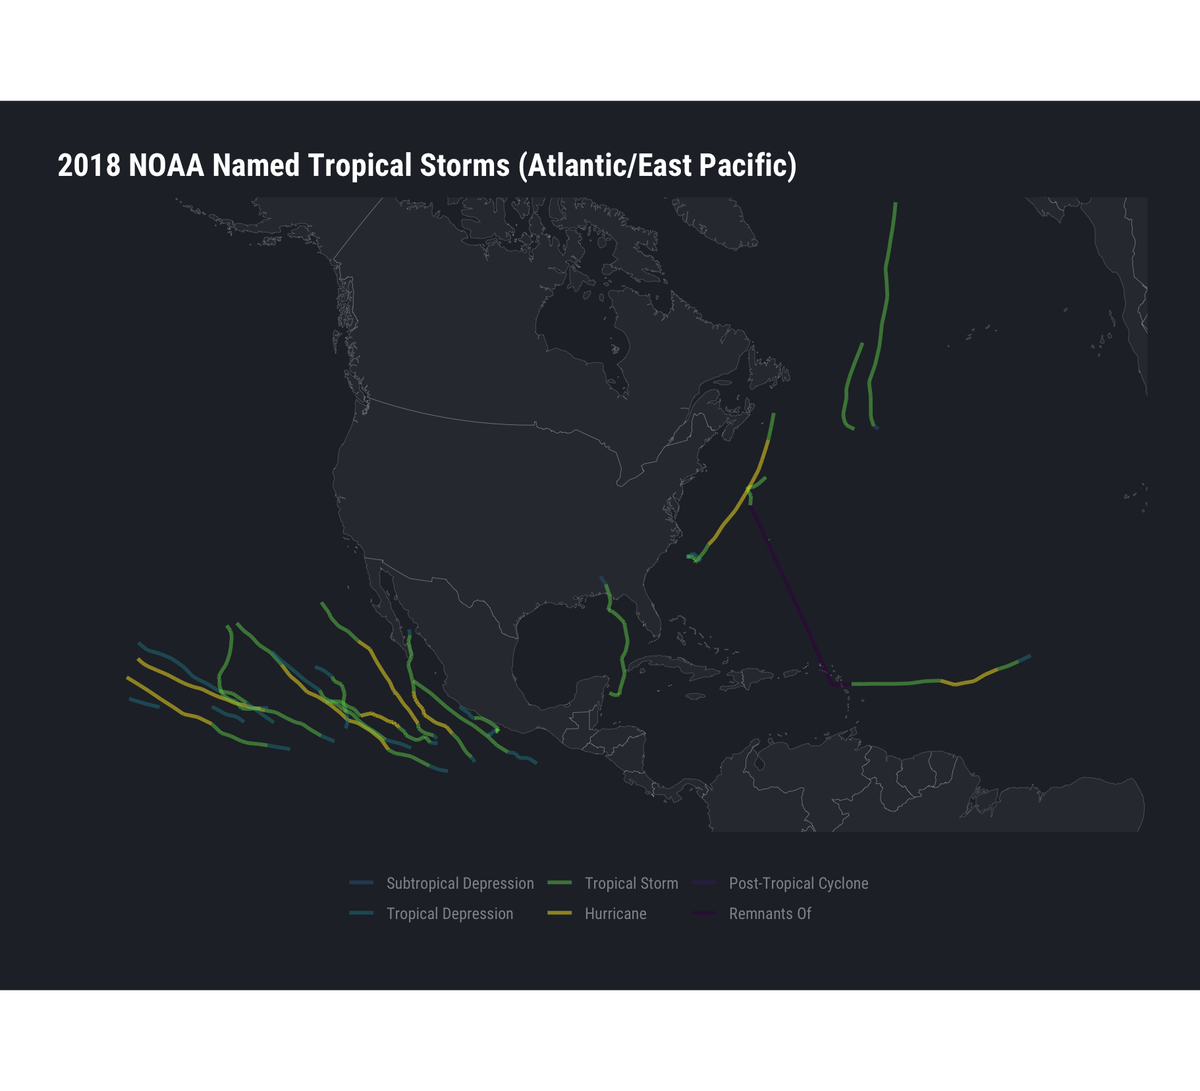 2018 NOAA Named Tropical Storms (Atlantic/East Pacific)
Subtropical Depression Tropical Storm Post-Tropical Cyclone
Tropical Depression Hurricane Remnants Of